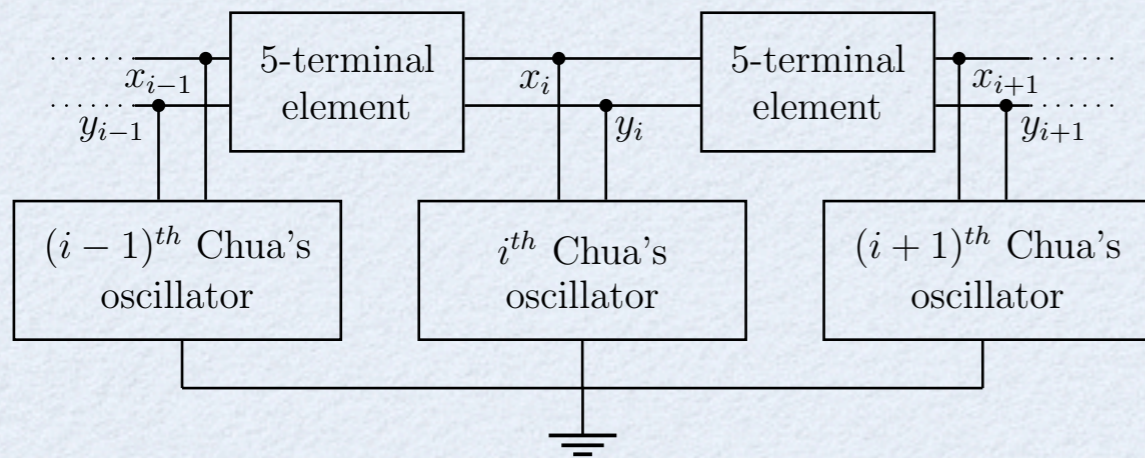 5-terminal element
5-terminal element
x_{i-1} x_i x_{i+1}
y_{i-1} y_i y_{i+1}
(i − 1)^{th} Chua's oscillator
i^{th} Chua's oscillator
(i + 1)^{th} Chua's oscillator